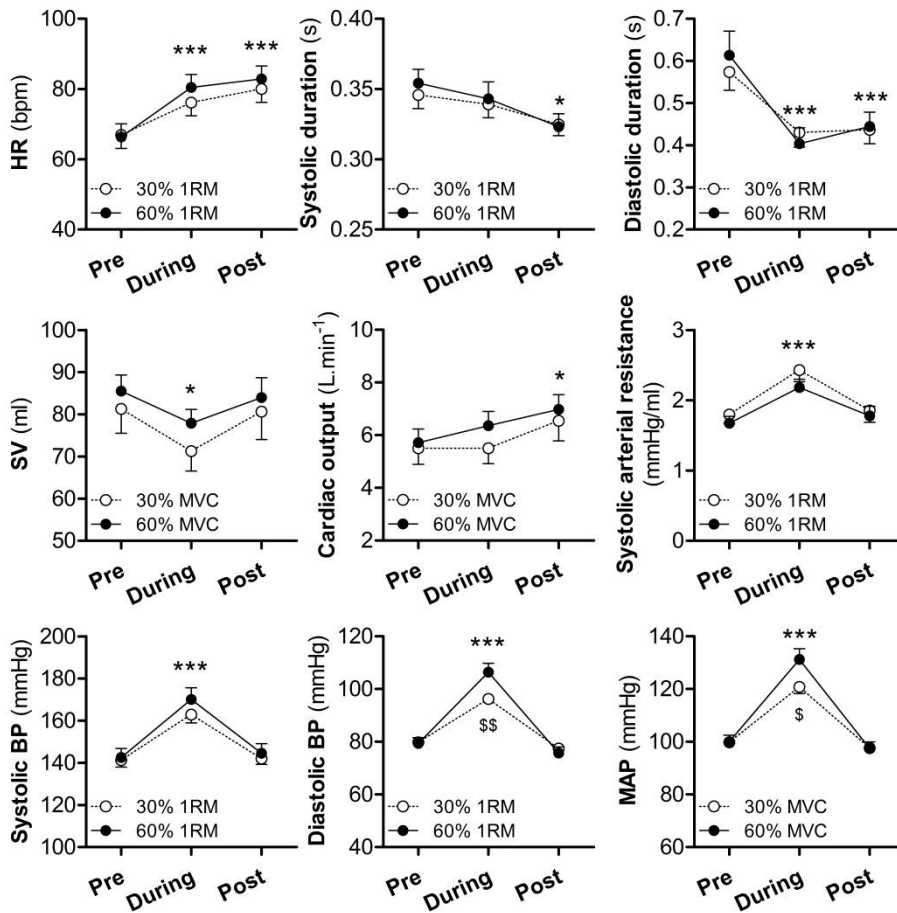 HR (bpm)
100
80
60
40
***
***
30% 1RM
60% 1RM
Pre
During
Post
Systolic duration (s)
0.40
0.35
0.30
0.25
*
30% 1RM
60% 1RM
Pre
During
Post
Diastolic duration (s)
0.7
0.6
0.5
0.4
0.3
0.2
***
***
30% 1RM
60% 1RM
Pre
During
Post
SV (ml)
100
90
80
70
60
50
*
30% MVC
60% MVC
Pre
During
Post
Cardiac output (L.min⁻¹)
10
8
6
4
2
*
30% MVC
60% MVC
Pre
During
Post
Systolic arterial resistance
(mmHg/ml)
3
2
1
0
***
30% 1RM
60% 1RM
Pre
During
Post
Systolic BP (mmHg)
200
180
160
140
120
100
***
30% 1RM
60% 1RM
Pre
During
Post
Diastolic BP (mmHg)
120
100
80
60
40
***
$$
30% 1RM
60% 1RM
Pre
During
Post
MAP (mmHg)
140
120
100
80
60
***
$
30% MVC
60% MVC
Pre
During
Post